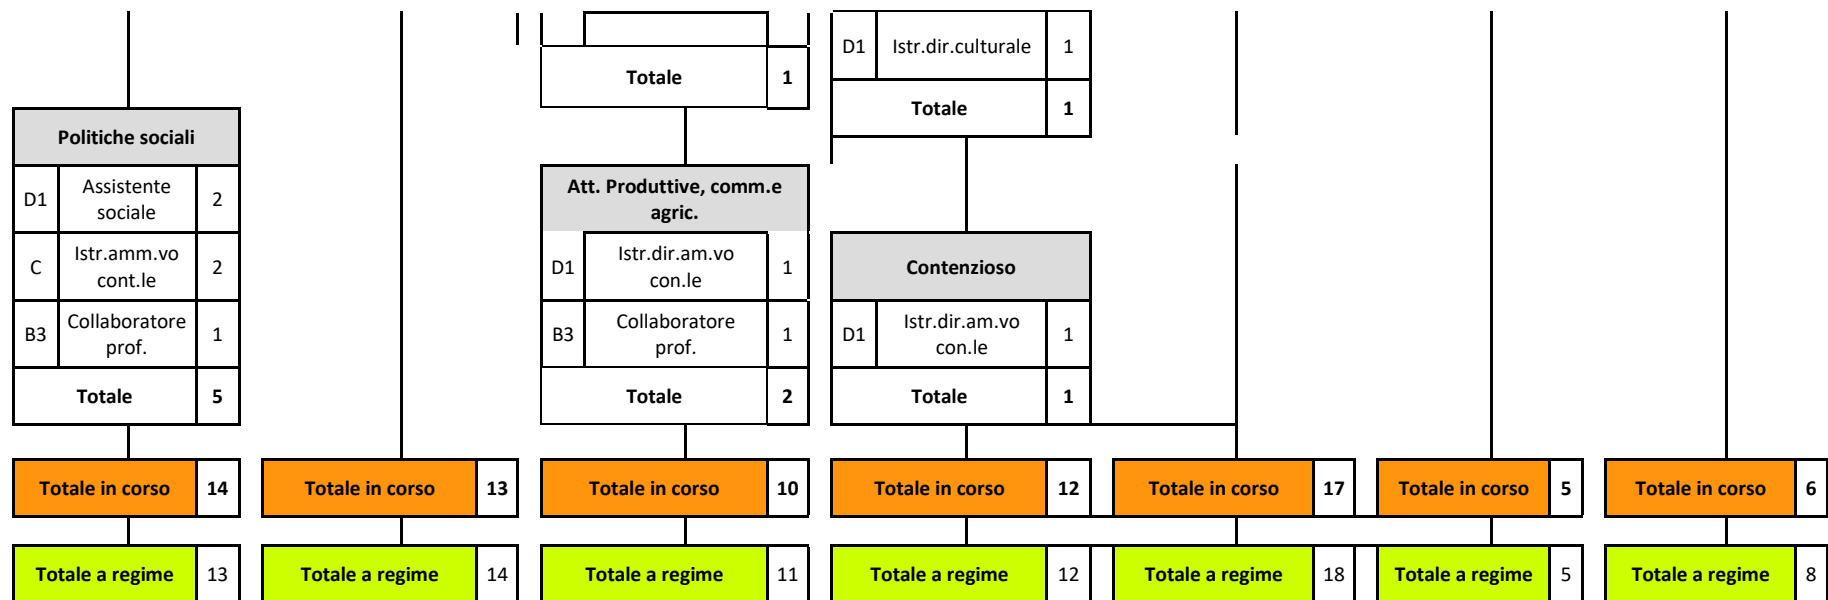 D1 Istr.dir.culturale 1
Totale 1
Totale 1
Politiche sociali
D1 Assistente sociale 2
C Istr.amm.vo cont.le 2
B3 Collaboratore prof. 1
Totale 5
Att. Produttive, comm.e
agric.
D1 Istr.dir.am.vo con.le 1
B3 Collaboratore prof. 1
Totale 2
Contenzioso
D1 Istr.dir.am.vo con.le 1
Totale 1
Totale in corso 14 Totale in corso 13 Totale in corso 10 Totale in corso 12 Totale in corso 17 Totale in corso 5 Totale in corso 6
Totale a regime 13 Totale a regime 14 Totale a regime 11 Totale a regime 12 Totale a regime 18 Totale a regime 5 Totale a regime 8